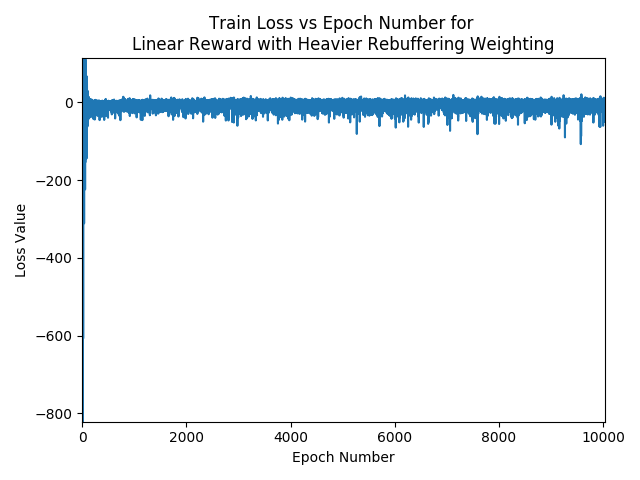 Train Loss vs Epoch Number for
Linear Reward with Heavier Rebuffering Weighting
0
−200
−400
−600
−800
Loss Value
0 2000 4000 6000 8000 10000
Epoch Number